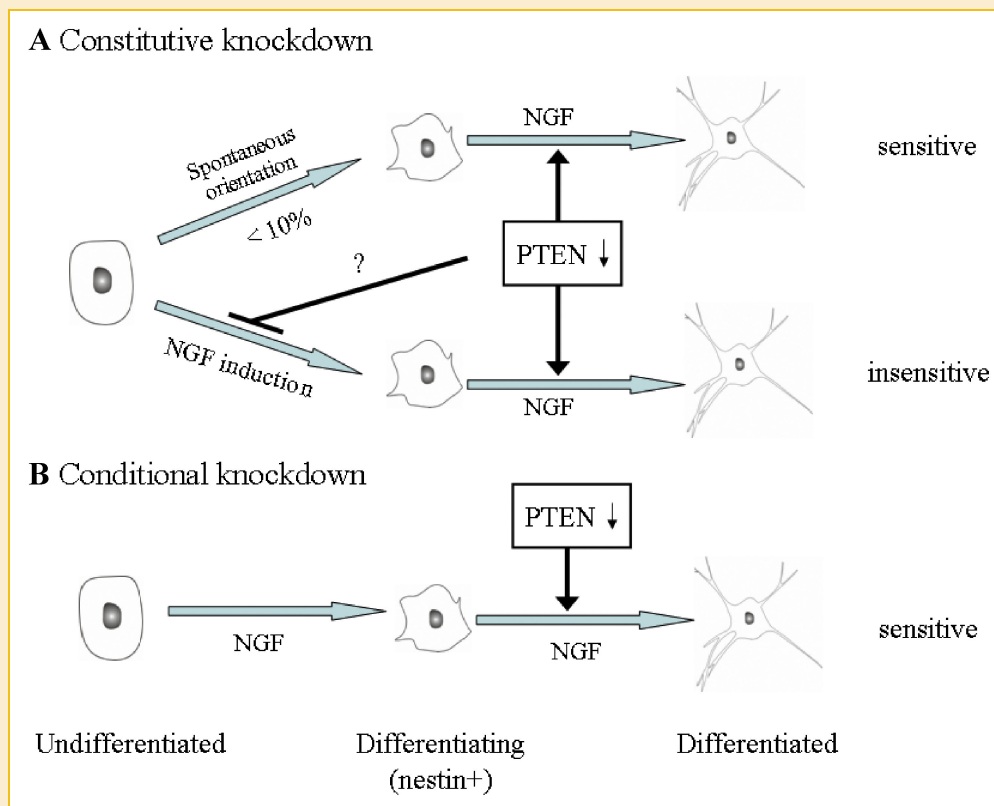 A Constitutive knockdown
Spontaneous
orientation
< 10%
NGF
sensitive
?
PTEN ↓
NGF induction
NGF
insensitive
B Conditional knockdown
PTEN ↓
NGF
NGF
sensitive
Undifferentiated
Differentiating
(nestin+)
Differentiated